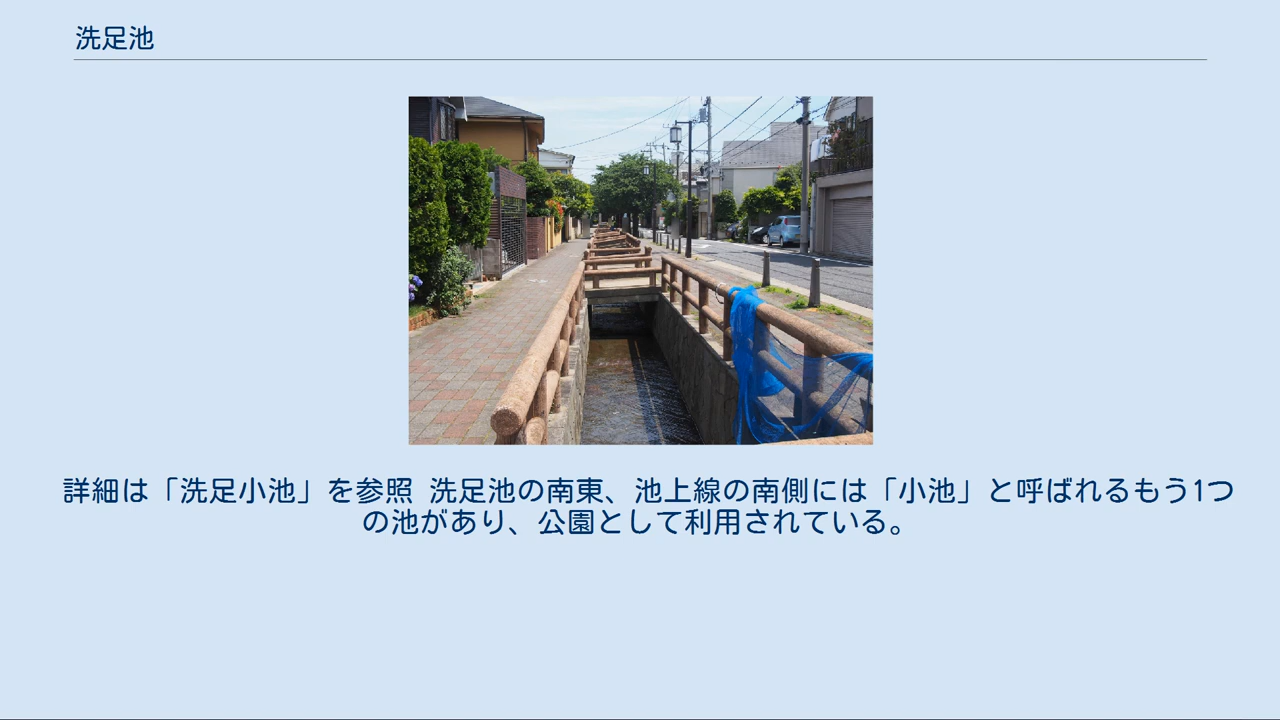 洗足池
詳細は「洗足小池」を参照 洗足池の南東、池上線の南側には「小池」と呼ばれるもう1つ
の池があり、公園として利用されている。